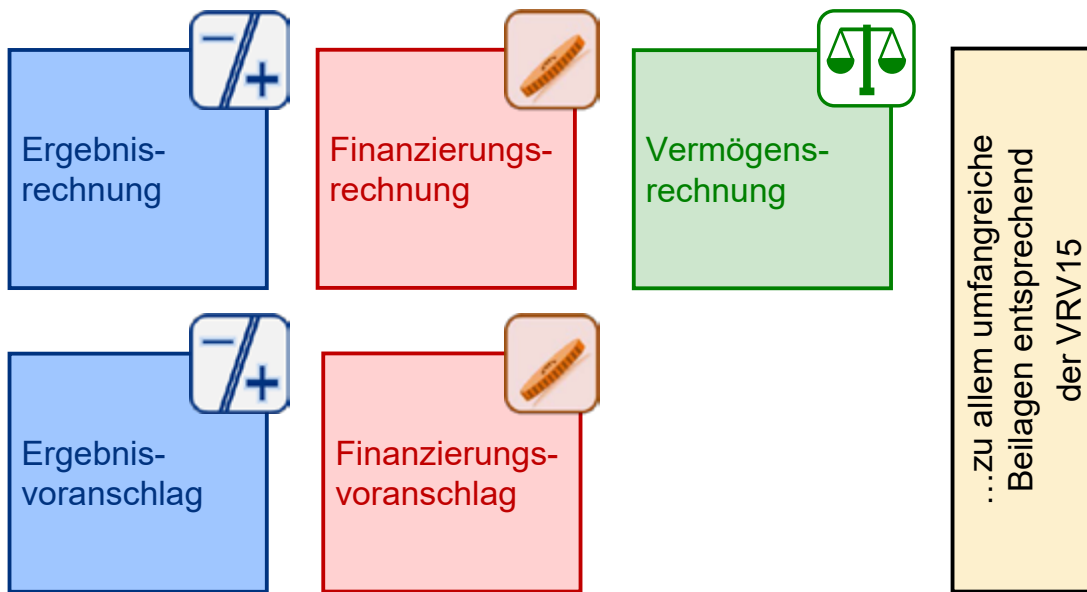 Ergebnis-
rechnung
Finanzierungs-
rechnung
Vermögens-
rechnung
Ergebnis-
voranschlag
Finanzierungs-
voranschlag
...zu allem umfangreiche
Beilagen entsprechend
der VRV15